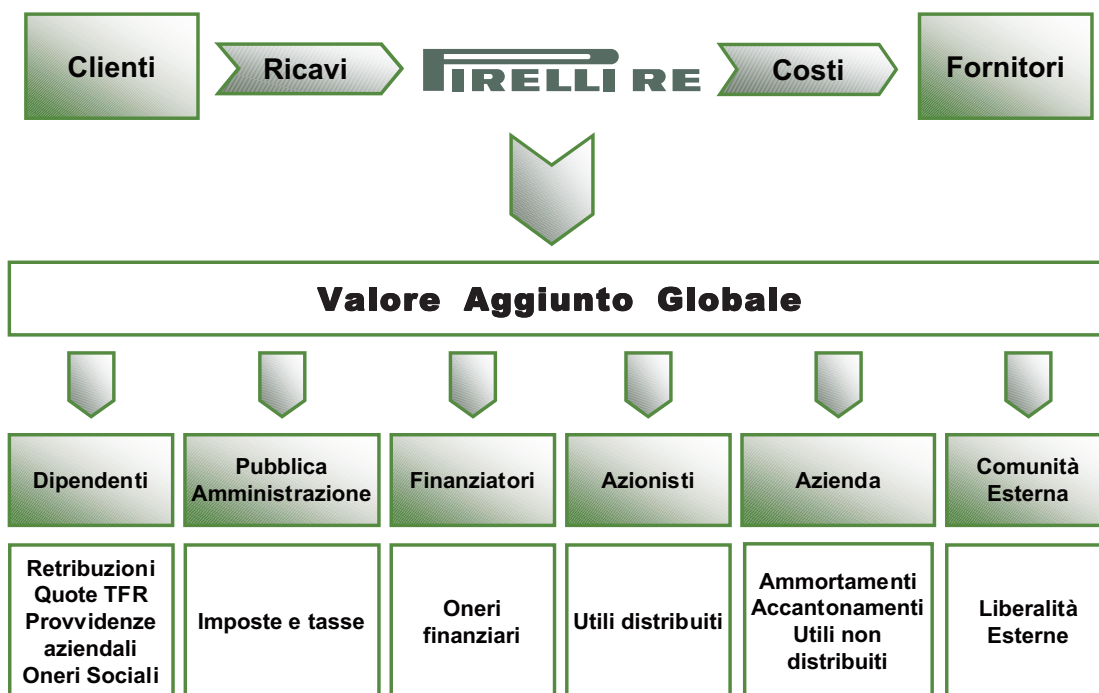 Clienti
Ricavi
PIRELLI RE
Costi
Fornitori
Valore Aggiunto Globale
Dipendenti
Pubblica
Amministrazione
Finanziatori
Azionisti
Azienda
Comunità
Esterna
Retribuzioni
Quote TFR
Provvidenze
aziendali
Oneri Sociali
Imposte e tasse
Oneri
finanziari
Utili distribuiti
Ammortamenti
Accantonamenti
Utili non
distribuiti
Liberalità
Esterne